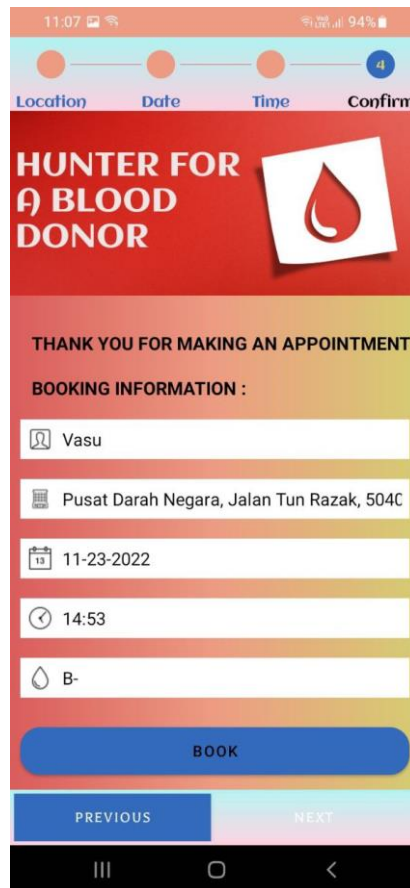 11:07 94%
4
Location Date Time Confirm
HUNTER FOR
A BLOOD
DONOR
THANK YOU FOR MAKING AN APPOINTMENT
BOOKING INFORMATION :
Vasu
Pusat Darah Negara, Jalan Tun Razak, 5040
13
11-23-2022
14:53
B-
BOOK
PREVIOUS NEXT